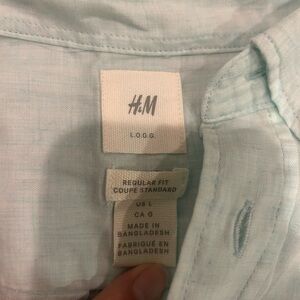 H&M
L.O.G.G.
REGULAR FIT
COUPE STANDARD
US L
CA G
MADE IN
BANGLADESH
FABRIQUÉ EN
BANGLADESH